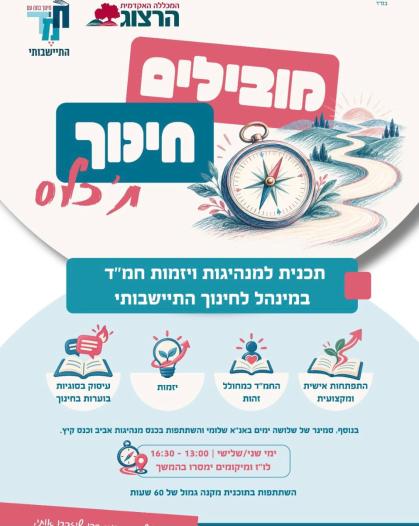 בס"ד
המכללה האקדמית
הרצוג
חמ"ד
התיישבותי
מובילים
חינוך
ת'כלס
תכנית למנהיגות ויזמות חמ"ד
במינהל לחינוך התיישבותי
התפתחות אישית
ומקצועית
החמ"ד כמחולל
זהות
יזמות
עיסוק בסוגיות
בוערות בחינוך
בנוסף, סמינר של שלושה ימים באנ"א שלומי והשתתפות בכנס מנהיגות אביב וכנס קיץ.
ימי שני/שלישי | 13:00 - 16:30
לו"ז ומיקומים ימסרו בהמשך
השתתפות בתוכנית מקנה גמול של 60 שעות